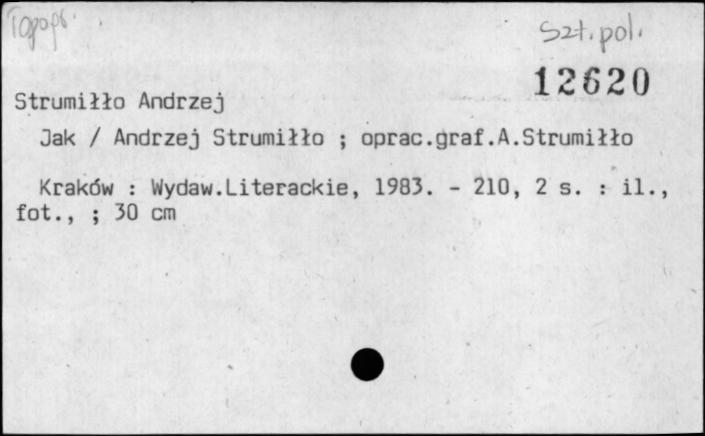 Topogr.
Szt. pol.
12620
Strumiłło Andrzej
Jak / Andrzej Strumiłło ; oprac.graf.A.Strumiłło
Kraków : Wydaw.Literackie, 1983. - 210, 2 s. : il.,
fot., ; 30 cm